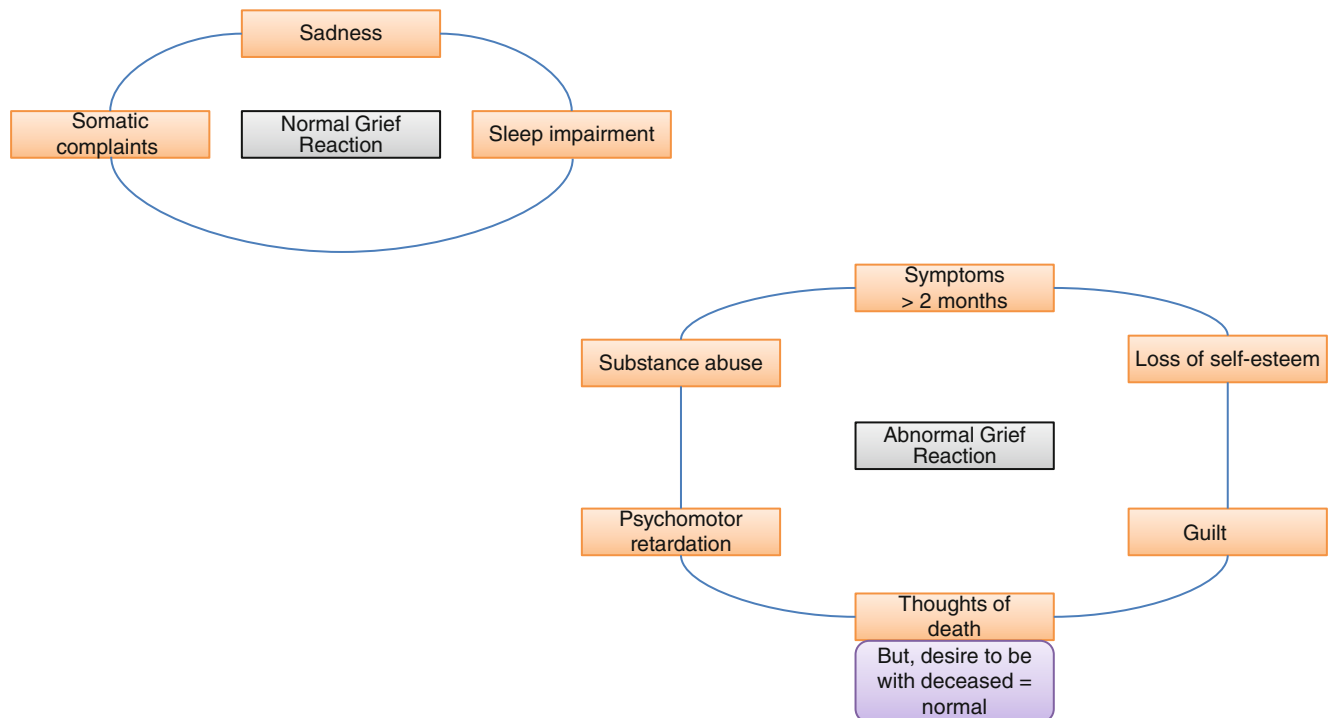 Sadness
Somatic
complaints
Normal Grief
Reaction
Sleep impairment
Symptoms
> 2 months
Substance abuse
Loss of self-esteem
Abnormal Grief
Reaction
Psychomotor
retardation
Guilt
Thoughts of
death
But, desire to be
with deceased =
normal